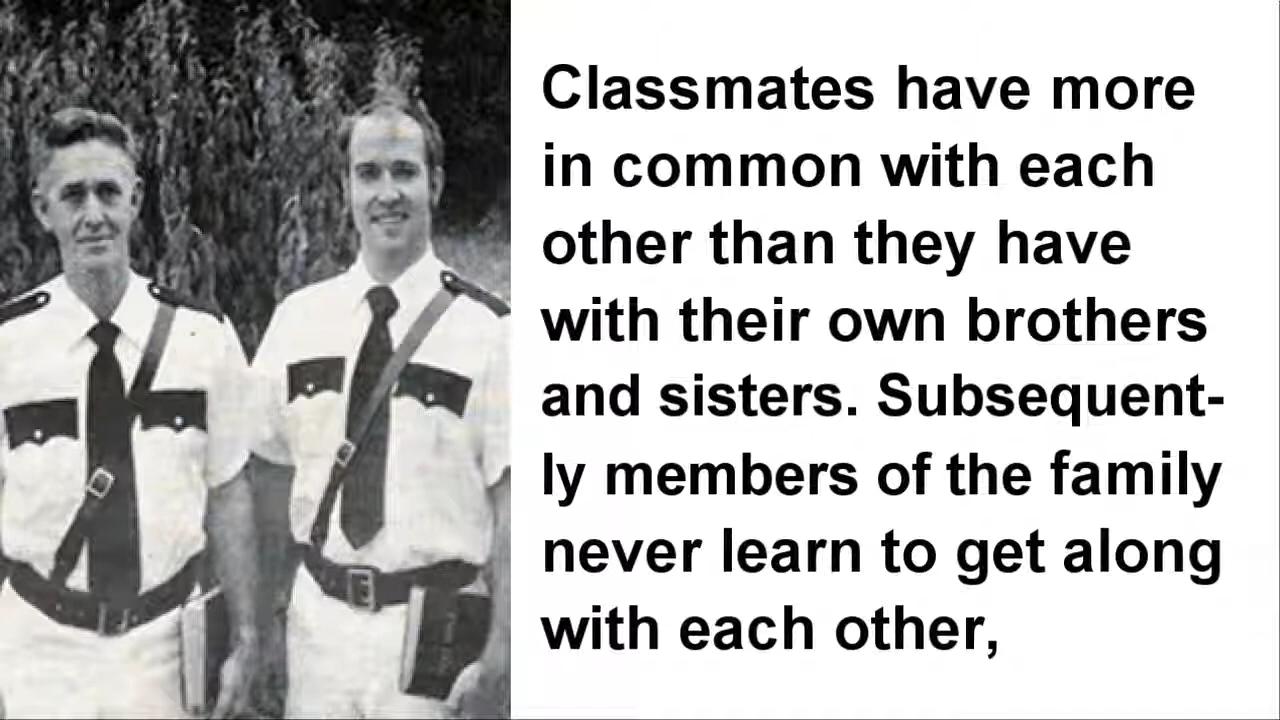 Classmates have more
in common with each
other than they have
with their own brothers
and sisters. Subsequent-
ly members of the family
never learn to get along
with each other,